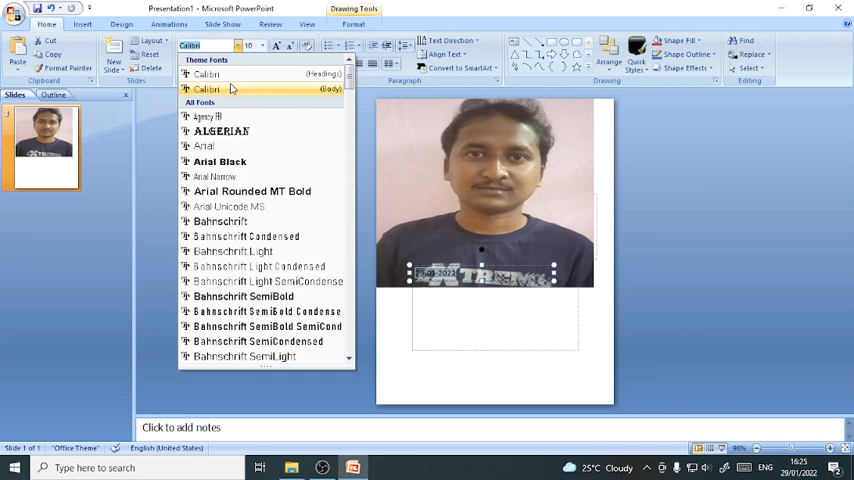 Presentation1 - Microsoft PowerPoint
Drawing Tools
Home
Insert
Design
Animations
Slide Show
Review
View
Format
Paste
Cut
Copy
Format Painter
Clipboard
New
Slide
Layout
Reset
Delete
Slides
Calibri
10
Text Direction
Align Text
Convert to SmartArt
Paragraph
Arrange
Quick
Styles
Shape Fill
Shape Outline
Shape Effects
Drawing
Find
Replace
Select
Editing
Slides
Outline
Theme Fonts
Calibri (Headings)
Calibri (Body)
All Fonts
Agency FB
ALGERIAN
Arial
Arial Black
Arial Narrow
Arial Rounded MT Bold
Arial Unicode MS
Bahnschrift
Bahnschrift Condensed
Bahnschrift Light
Bahnschrift Light Condensed
Bahnschrift Light SemiCondense
Bahnschrift SemiBold
Bahnschrift SemiBold Condense
Bahnschrift SemiBold SemiCond
Bahnschrift SemiCondensed
Bahnschrift SemiLight
XTREME
Click to add notes
Slide 1 of 1
"Office Theme"
English (United States)
96%
Type here to search
25°C Cloudy
ENG
16:25
29/01/2022
2